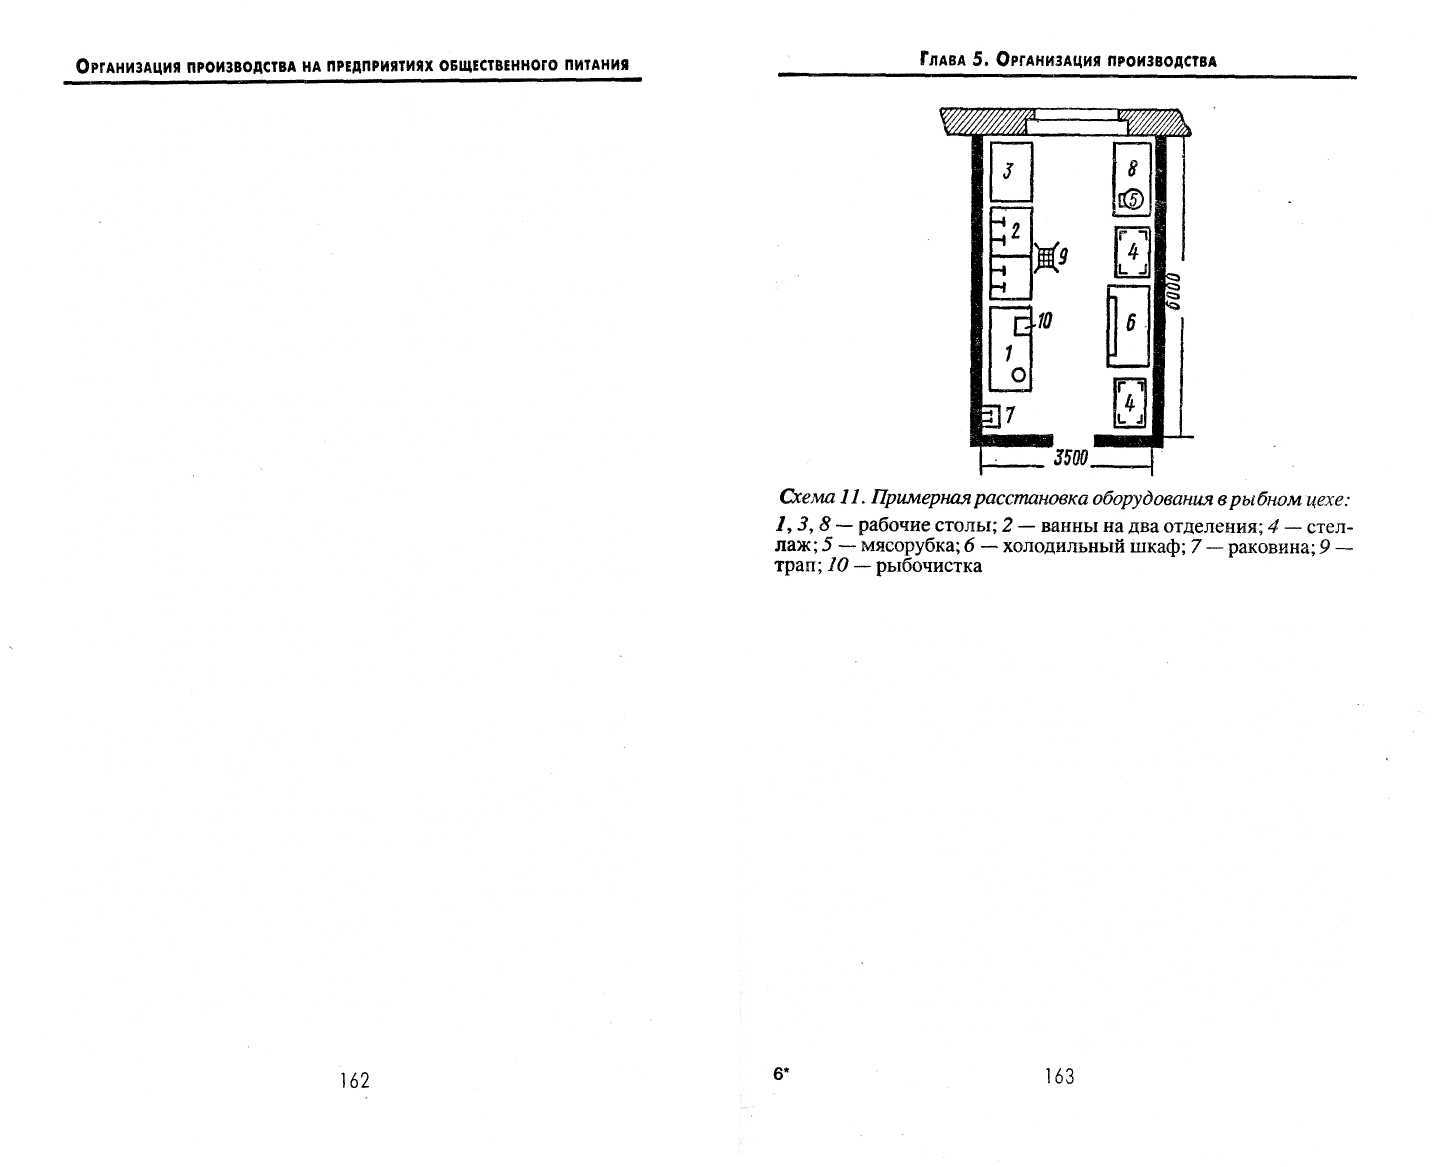 Организация производства на предприятиях общественного питания
162
Глава 5. Организация производства
3
8
5
2
4
9
6000
10
6
1
4
7
3500
Схема 11. Примерная расстановка оборудования в рыбном цехе:
1, 3, 8 — рабочие столы; 2 — ванны на два отделения; 4 — стел-
лаж; 5 — мясорубка; 6 — холодильный шкаф; 7 — раковина; 9 —
трап; 10 — рыбочистка
6*
163